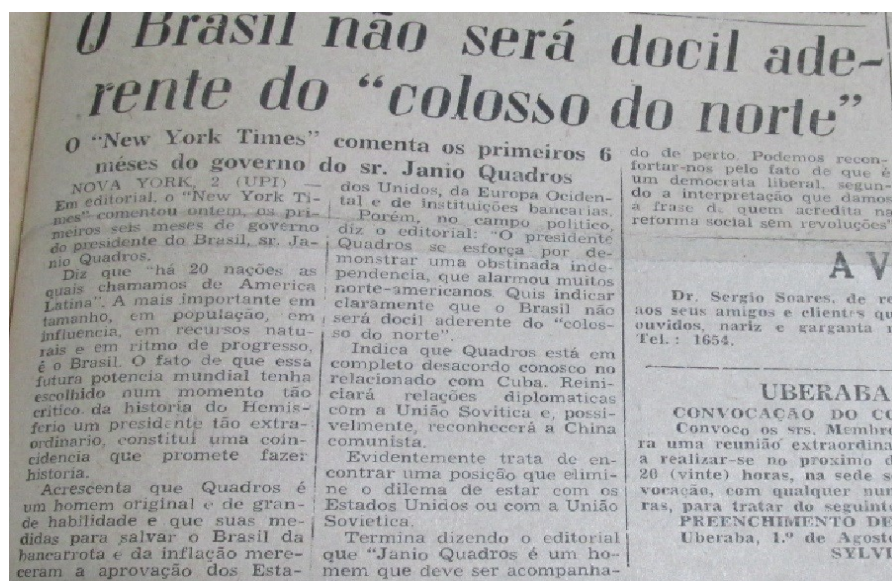 O Brasil não será docil ade-
rente do “colosso do norte”
O “New York Times” comenta os primeiros 6
méses do governo do sr. Janio Quadros
NOVA YORK, 2 (UPI) —
Em editorial, o “New York Ti-
mes” comentou ontem, os pri-
meiros seis meses de governo
do presidente do Brasil, sr. Ja-
nio Quadros.
Diz que “há 20 nações as
quais chamamos de America
Latina”. A mais importante em
tamanho, em população, em
influencia, em recursos natu-
rais e em ritmo de progresso,
é o Brasil. O fato de que essa
futura potencia mundial tenha
escolhido num momento tão
critico da historia do Hemis-
ferio um presidente tão extra-
ordinario, constitui uma coin-
cidencia que promete fazer
historia.
Acrescenta que Quadros é
um homem original e de gran-
de habilidade e que suas me-
didas para salvar o Brasil da
bancatrota e da inflação mere-
ceram a aprovação dos Esta-
dos Unidos, da Europa Ociden-
tal e de instituições bancarias.
Porém, no campo politico,
diz o editorial: “O presidente
Quadros se esforça por de-
monstrar uma obstinada inde-
pendencia, que alarmou muitos
norte-americanos. Quis indicar
claramente que o Brasil não
será docil aderente do “colos-
so do norte”.
Indica que Quadros está em
completo desacordo conosco no
relacionado com Cuba. Reini-
ciará relações diplomaticas
com a União Sovitica e, possi-
velmente, reconhecerá a China
comunista.
Evidentemente trata de en-
contrar uma posição que elimi-
ne o dilema de estar com os
Estados Unidos ou com a União
Sovietica.
Termina dizendo o editorial
que “Janio Quadros é um ho-
mem que deve ser acompanha-
do de perto. Podemos recon-
fortar-nos pelo fato de que é
um democrata liberal, segun-
do a interpretação que damos
a frase d. quem acredita na
reforma social sem revoluções”
A V
Dr. Sergio Soares, de r
aos seus amigos e clientes qu
ouvidos, nariz e garganta
Tel.: 1654.
UBERABA
CONVOCAÇÃO DO CO
Convoco os srs. Membr
ra uma reunião extraordina
a realizar-se no proximo d
20 (vinte) horas, na sede s
vocação, com qualquer nu
ras, para tratar do seguint
PREENCHIMENTO DE
Uberaba, 1.º de Agost
SYLV